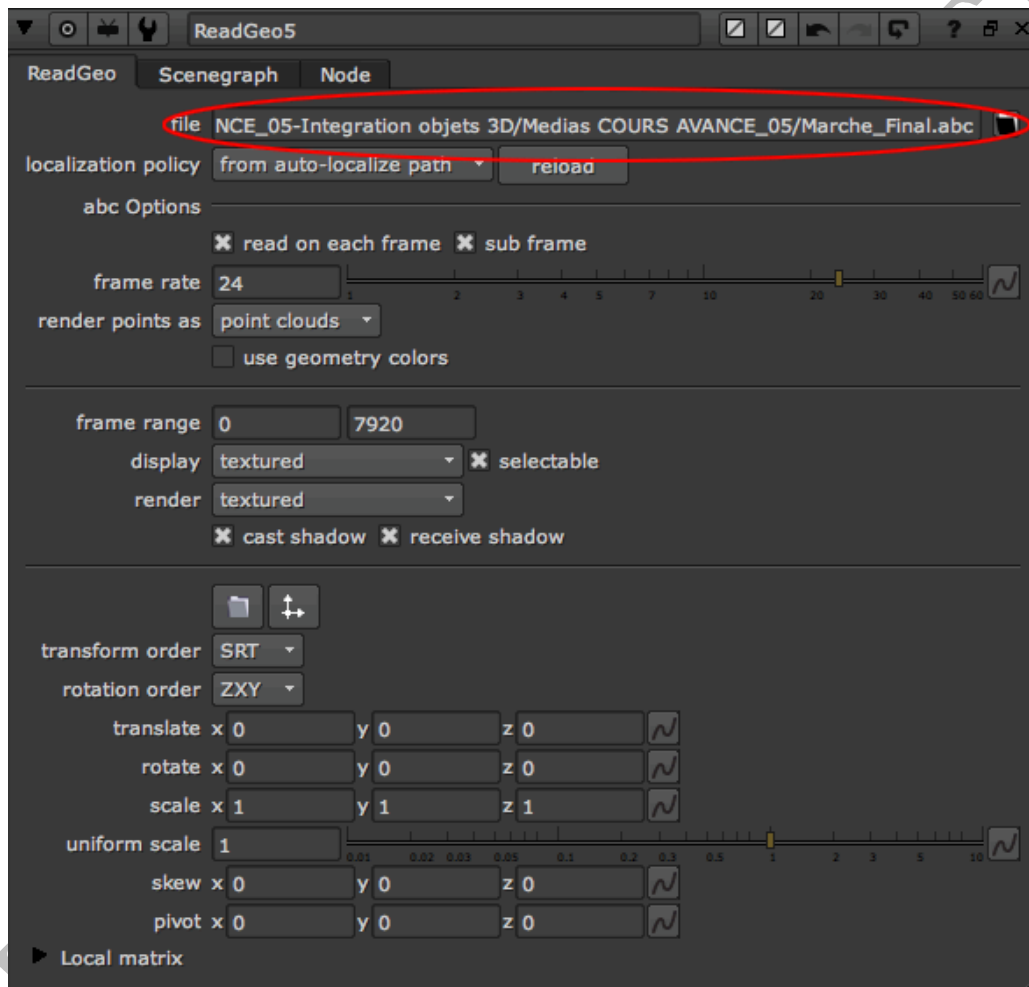 ReadGeo5 ?
ReadGeo Scenegraph Node
file NCE_05-Integration objets 3D/Medias COURS AVANCE_05/Marche_Final.abc
localization policy from auto-localize path reload
abc Options
read on each frame sub frame
frame rate 24 1 2 3 4 5 7 10 20 30 40 50 60
render points as point clouds
use geometry colors
frame range 0 7920
display textured selectable
render textured
cast shadow receive shadow
transform order SRT
rotation order ZXY
translate x 0 y 0 z 0
rotate x 0 y 0 z 0
scale x 1 y 1 z 1
uniform scale 1 0.01 0.02 0.03 0.05 0.1 0.2 0.3 0.5 1 2 3 5 10
skew x 0 y 0 z 0
pivot x 0 y 0 z 0
Local matrix